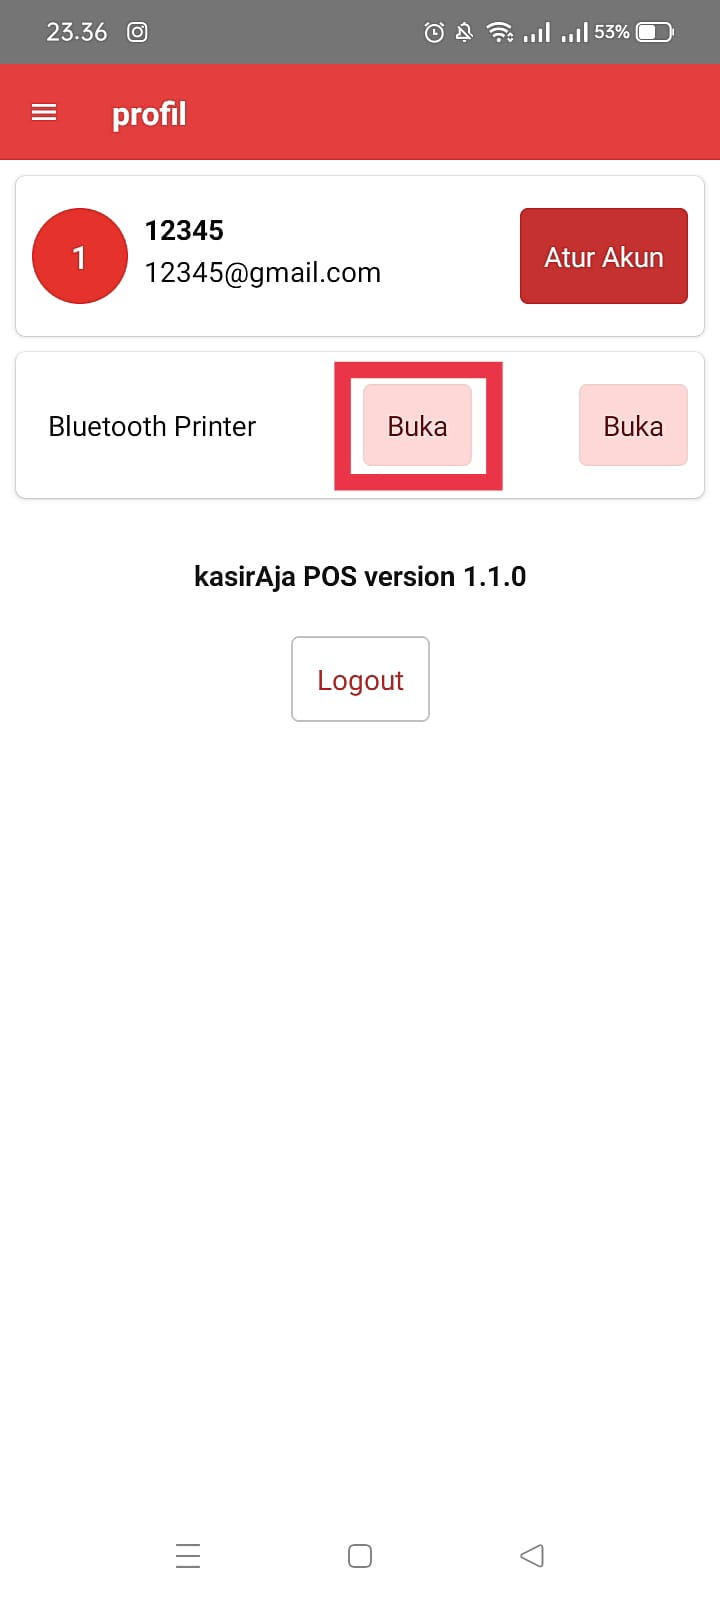 23.36
53%
profil
1
12345
12345@gmail.com
Atur Akun
Bluetooth Printer
Buka
Buka
kasirAja POS version 1.1.0
Logout